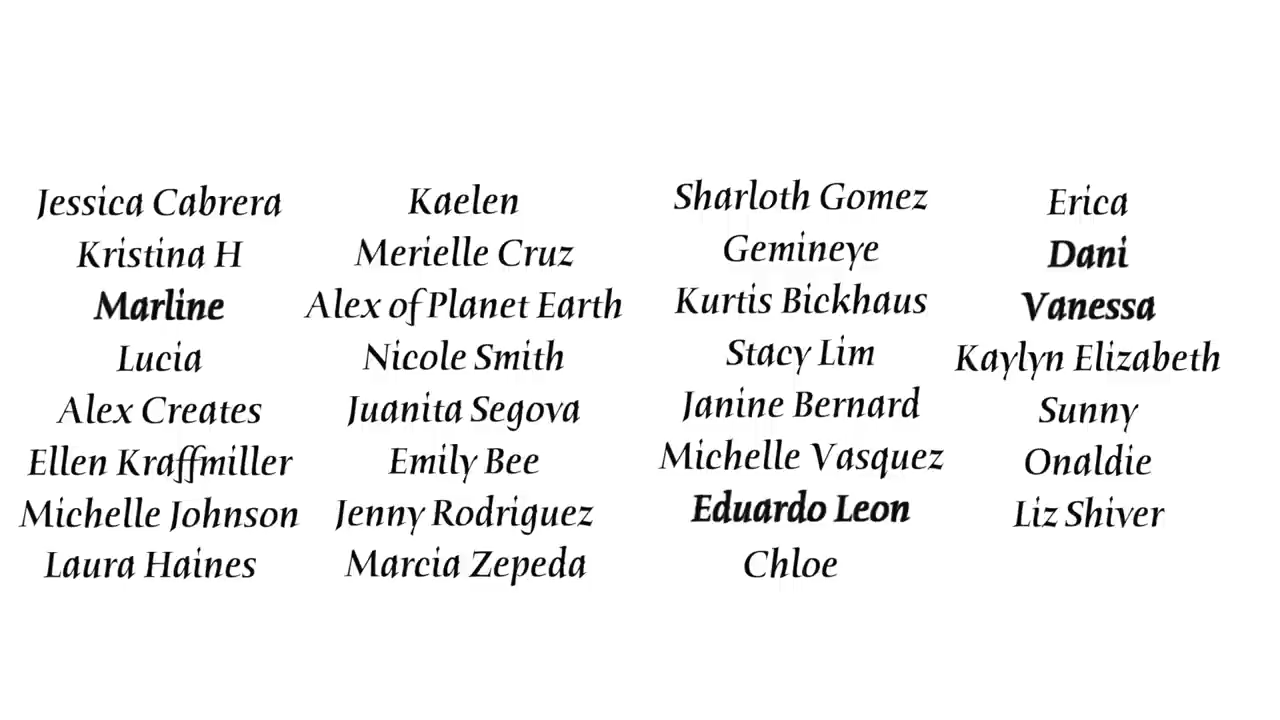 Jessica Cabrera
Kristina H
Marline
Lucia
Alex Creates
Ellen Kraffmiller
Michelle Johnson
Laura Haines
Kaelen
Merielle Cruz
Alex of Planet Earth
Nicole Smith
Juanita Segova
Emily Bee
Jenny Rodriguez
Marcia Zepeda
Sharloth Gomez
Gemineye
Kurtis Bickhaus
Stacy Lim
Janine Bernard
Michelle Vasquez
Eduardo Leon
Chloe
Erica
Dani
Vanessa
Kaylyn Elizabeth
Sunny
Onaldie
Liz Shiver